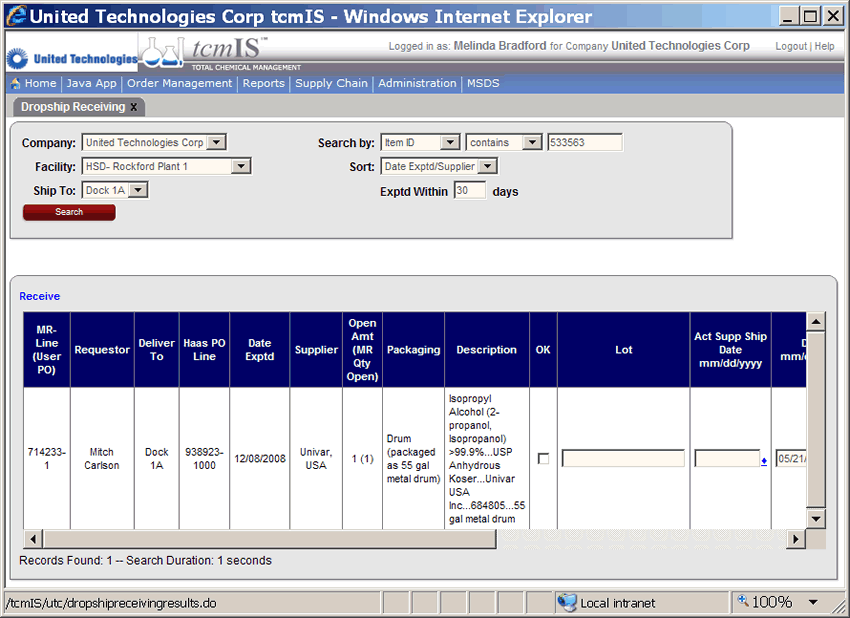 United Technologies Corp tcmIS - Windows Internet Explorer
United Technologies
tcmIS™
TOTAL CHEMICAL MANAGEMENT
Logged in as: Melinda Bradford for Company United Technologies Corp
Logout | Help
Home | Java App | Order Management | Reports | Supply Chain | Administration | MSDS
Dropship Receiving x
Company: United Technologies Corp Search by: Item ID contains 533563
Facility: HSD- Rockford Plant 1 Sort: Date Exptd/Supplier
Ship To: Dock 1A Exptd Within 30 days
Search
Receive
MR-
Line
(User
PO)
Requestor
Deliver
To
Haas PO
Line
Date
Exptd
Supplier
Open
Amt
(MR
Qty
Open)
Packaging
Description
OK
Lot
Act Supp Ship
Date
mm/dd/yyyy
714233-
1
Mitch
Carlson
Dock
1A
938923-
1000
12/08/2008
Univar,
USA
1 (1)
Drum
(packaged
as 55 gal
metal drum)
Isopropyl
Alcohol (2-
propanol,
Isopropanol)
>99.9%...USP
Anhydrous
Koser...Univar
USA
Inc...684805...55
gal metal drum
05/21/
Records Found: 1 -- Search Duration: 1 seconds
/tcmIS/utc/dropshipreceivingresults.do
Local intranet
100%